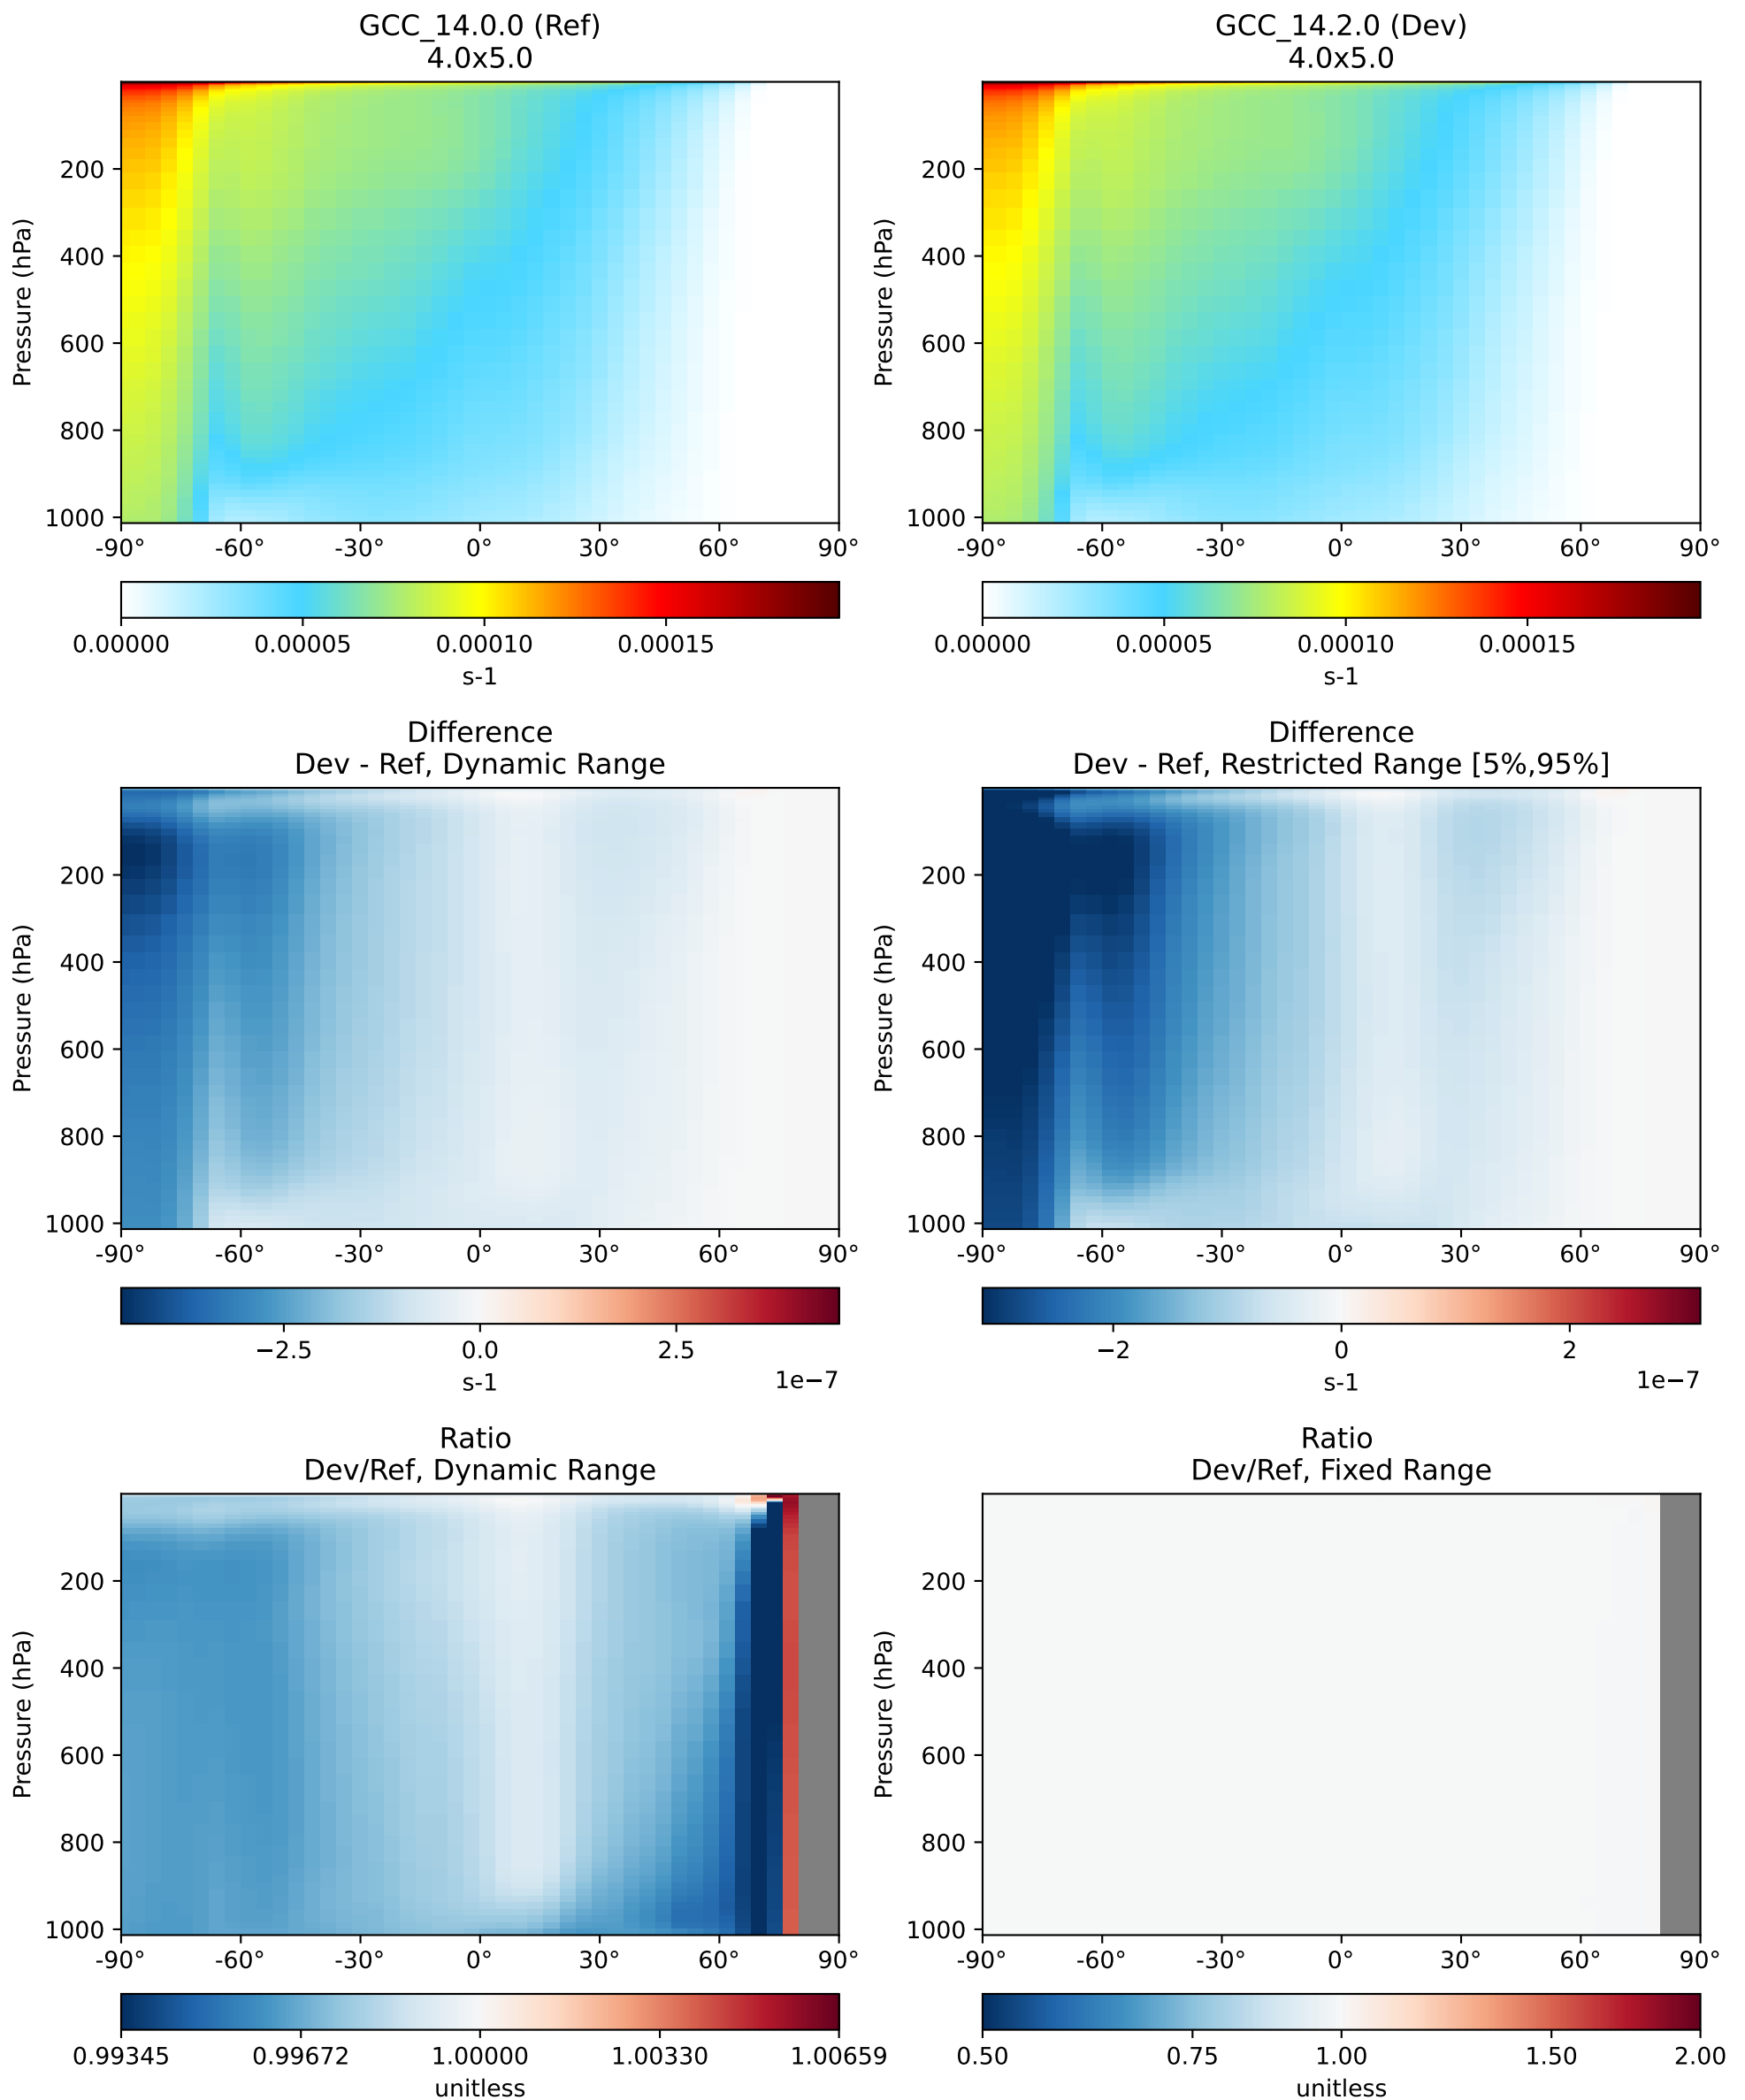 GCC_14.0.0 (Ref)
4.0x5.0
Pressure (hPa)
200
400
600
800
1000
-90° -60° -30° 0° 30° 60° 90°
0.00000 0.00005 0.00010 0.00015
s-1
GCC_14.2.0 (Dev)
4.0x5.0
Pressure (hPa)
200
400
600
800
1000
-90° -60° -30° 0° 30° 60° 90°
0.00000 0.00005 0.00010 0.00015
s-1
Difference
Dev - Ref, Dynamic Range
Pressure (hPa)
200
400
600
800
1000
-90° -60° -30° 0° 30° 60° 90°
−2.5 0.0 2.5
s-1 1e−7
Difference
Dev - Ref, Restricted Range [5%,95%]
Pressure (hPa)
200
400
600
800
1000
-90° -60° -30° 0° 30° 60° 90°
−2 0 2
s-1 1e−7
Ratio
Dev/Ref, Dynamic Range
Pressure (hPa)
200
400
600
800
1000
-90° -60° -30° 0° 30° 60° 90°
0.99345 0.99672 1.00000 1.00330 1.00659
unitless
Ratio
Dev/Ref, Fixed Range
Pressure (hPa)
200
400
600
800
1000
-90° -60° -30° 0° 30° 60° 90°
0.50 0.75 1.00 1.50 2.00
unitless